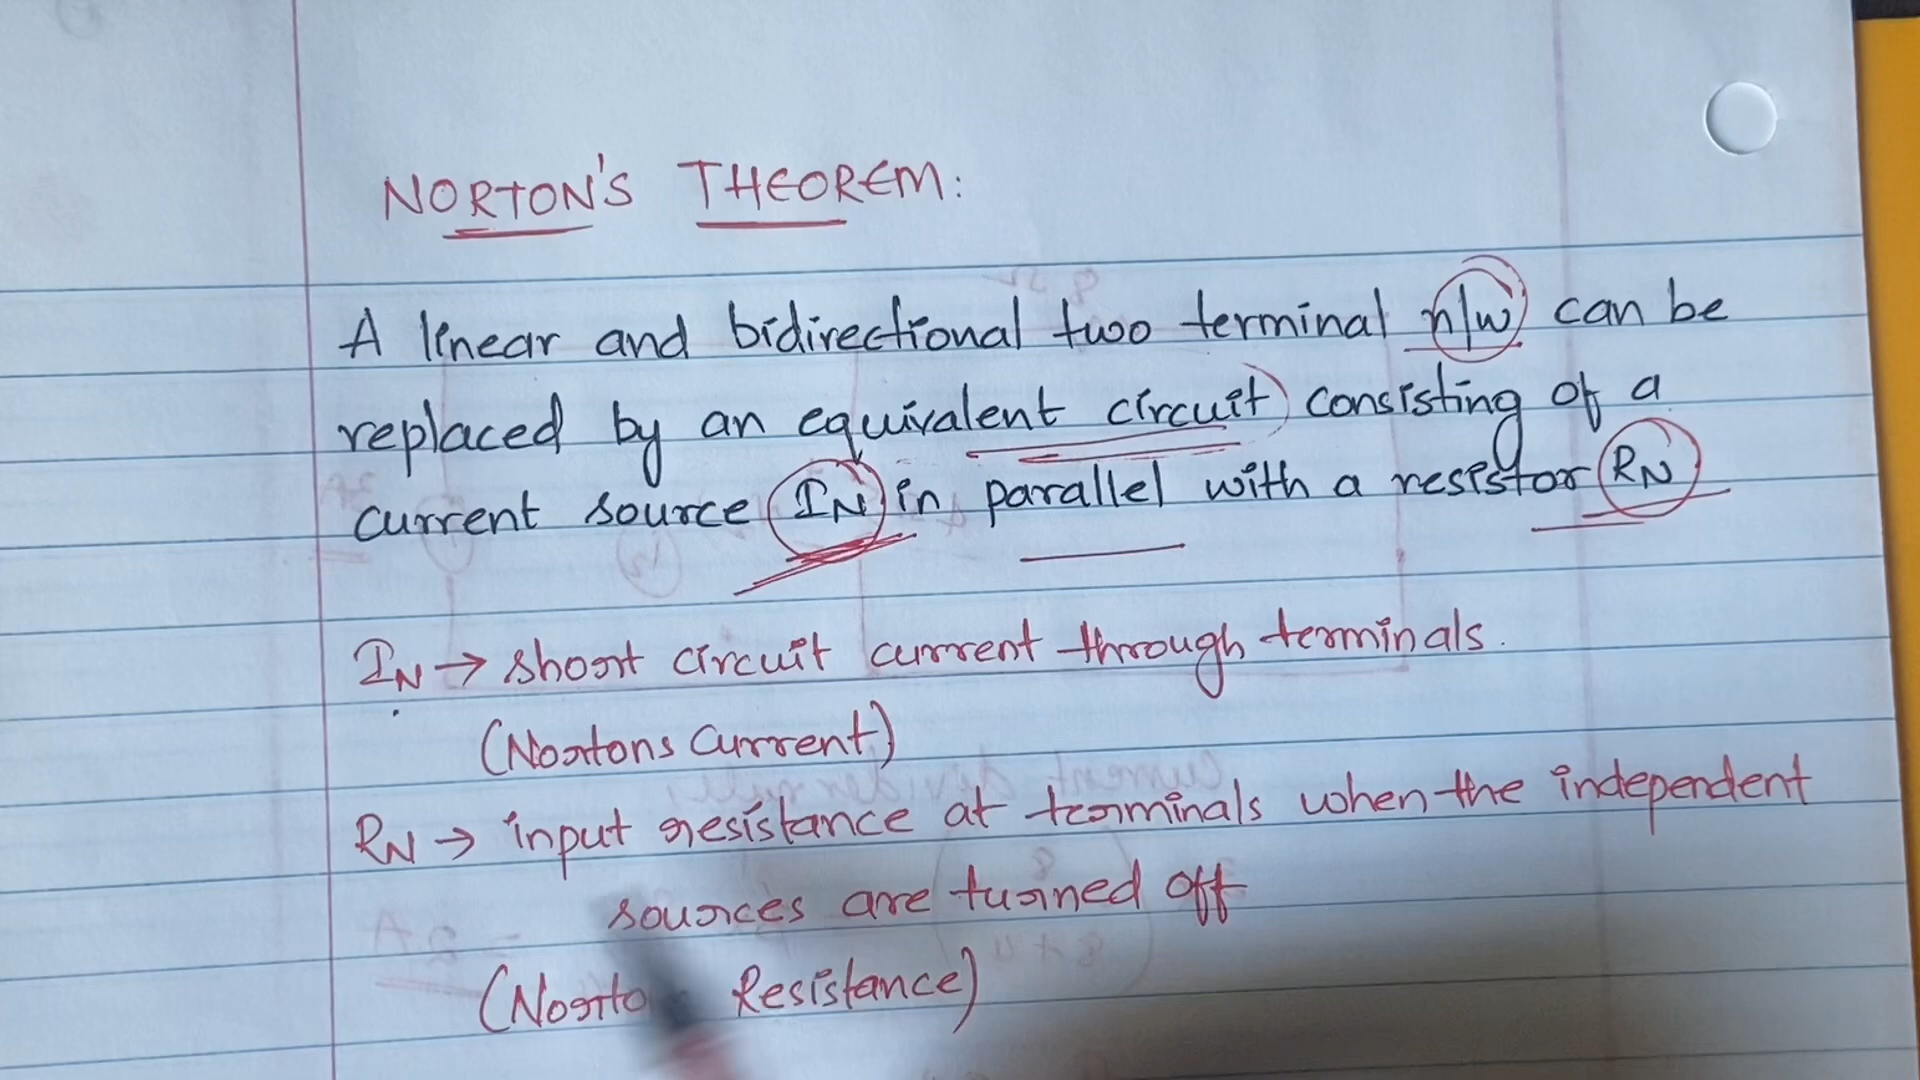 NORTON'S THEOREM:
A linear and bidirectional two terminal n/w can be
replaced by an equivalent circuit consisting of a
current source IN in parallel with a resistor RN
IN → short circuit current through terminals.
(Nortons Current)
RN → input resistance at terminals when the independent
sources are turned off
Resistance)